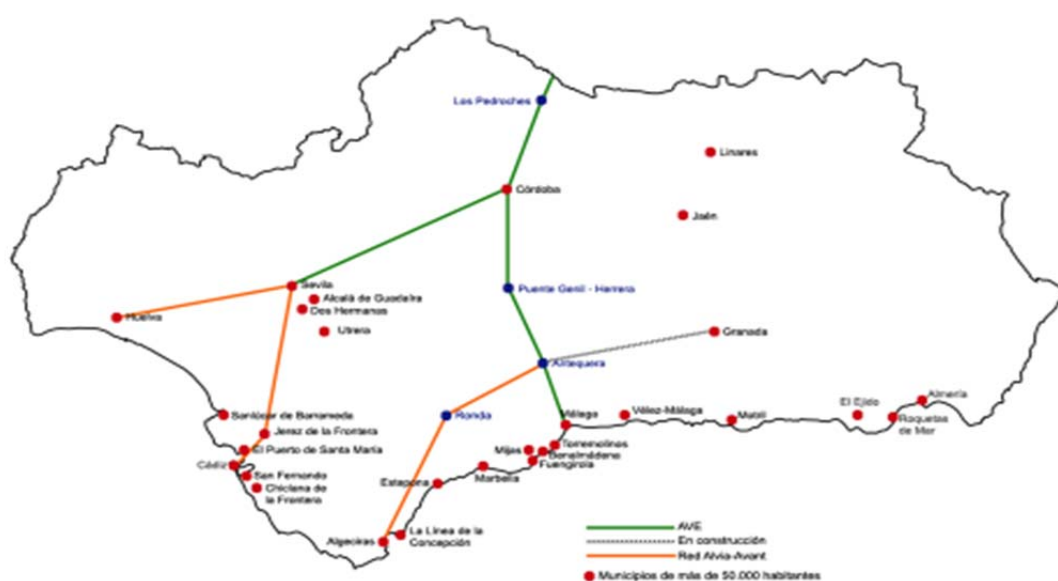 Los Pedroches
Linares
Córdoba
Jaén
Sevilla
Alcalá de Guadaíra
Dos Hermanas
Puente Genil - Herrera
Huelva
Utrera
Granada
Antequera
Sanlúcar de Barrameda
Ronda
Málaga
Vélez-Málaga
Motril
El Ejido
Almería
Roquetas
de Mar
Jerez de la Frontera
El Puerto de Santa María
Cádiz
San Fernando
Chiclana de
la Frontera
Mijas
Torremolinos
Benalmádena
Fuengirola
Estepona
Marbella
La Línea de la
Concepción
Algeciras
AVE
En construcción
Red Alvia-Avant
Municipios de más de 50.000 habitantes